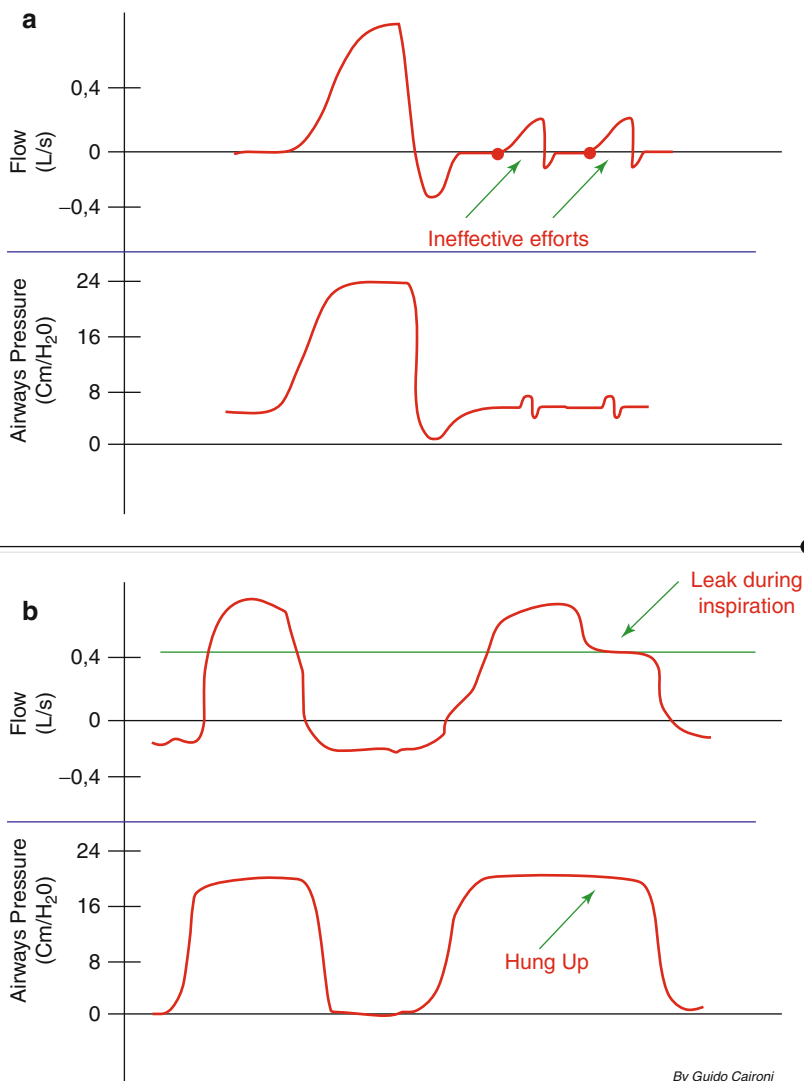 a
0,4
Flow
(L/s)
0
–0,4
Ineffective efforts
24
Airways Pressure
(Cm/H₂0)
16
8
0
Leak during
inspiration
b
0,4
Flow
(L/s)
0
–0,4
24
Airways Pressure
(Cm/H₂0)
16
8
Hung Up
0
By Guido Caironi